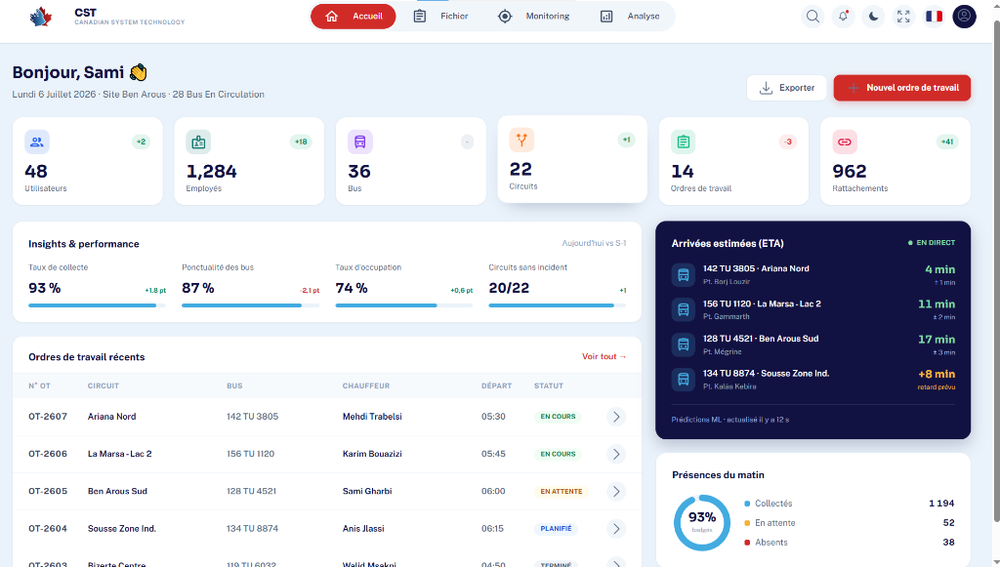 CST
CANADIAN SYSTEM TECHNOLOGY
Accueil
Fichier
Monitoring
Analyse
Bonjour, Sami 👋
Lundi 6 Juillet 2026 · Site Ben Arous · 28 Bus En Circulation
Exporter
Nouvel ordre de travail
+2
48
Utilisateurs
+18
1,284
Employés
-
36
Bus
+1
22
Circuits
-3
14
Ordres de travail
+41
962
Rattachements
Insights & performance
Aujourd'hui vs S-1
Taux de collecte
93 %
+1,8 pt
Ponctualité des bus
87 %
-2,1 pt
Taux d'occupation
74 %
+0,6 pt
Circuits sans incident
20/22
+1
Arrivées estimées (ETA)
EN DIRECT
142 TU 3805 · Ariana Nord
Pt. Borj Louzir
4 min
± 1 min
156 TU 1120 · La Marsa - Lac 2
Pt. Gammarth
11 min
± 2 min
128 TU 4521 · Ben Arous Sud
Pt. Mégrine
17 min
± 3 min
134 TU 8874 · Sousse Zone Ind.
Pt. Kalâa Kebira
+8 min
retard prévu
Prédictions ML · actualisé il y a 12 s
Ordres de travail récents
Voir tout →
N° OT CIRCUIT BUS CHAUFFEUR DÉPART STATUT
OT-2607 Ariana Nord 142 TU 3805 Mehdi Trabelsi 05:30 EN COURS
OT-2606 La Marsa - Lac 2 156 TU 1120 Karim Bouazizi 05:45 EN COURS
OT-2605 Ben Arous Sud 128 TU 4521 Sami Gharbi 06:00 EN ATTENTE
OT-2604 Sousse Zone Ind. 134 TU 8874 Anis Jlassi 06:15 PLANIFIÉ
OT-2603 Bizerte Centre 119 TU 6032 Walid Msakni 04:50 TERMINÉ
Présences du matin
93%
badgés
Collectés 1 194
En attente 52
Absents 38